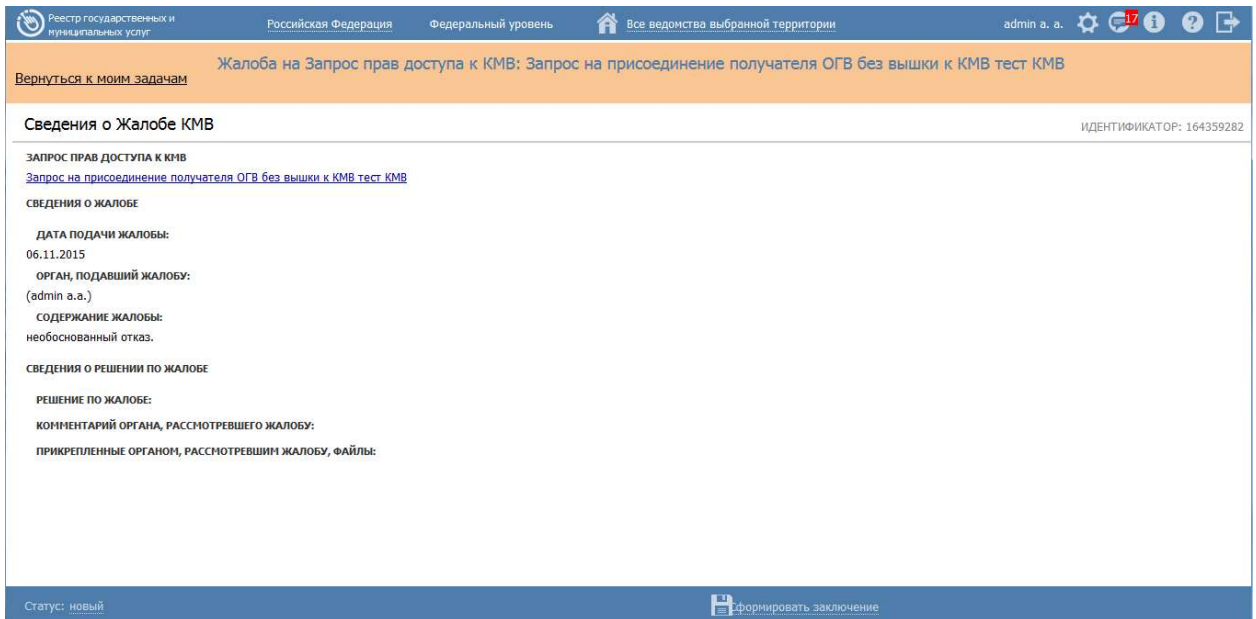 Реестр государственных и
муниципальных услуг
Российская Федерация
Федеральный уровень
Все ведомства выбранной территории
admin a. a.
17
Вернуться к моим задачам
Жалоба на Запрос прав доступа к КМВ: Запрос на присоединение получателя ОГВ без вышки к КМВ тест КМВ
Сведения о Жалобе КМВ
ИДЕНТИФИКАТОР: 164359282
ЗАПРОС ПРАВ ДОСТУПА К КМВ
Запрос на присоединение получателя ОГВ без вышки к КМВ тест КМВ
СВЕДЕНИЯ О ЖАЛОБЕ
ДАТА ПОДАЧИ ЖАЛОБЫ:
06.11.2015
ОРГАН, ПОДАВШИЙ ЖАЛОБУ:
(admin a.a.)
СОДЕРЖАНИЕ ЖАЛОБЫ:
необоснованный отказ.
СВЕДЕНИЯ О РЕШЕНИИ ПО ЖАЛОБЕ
РЕШЕНИЕ ПО ЖАЛОБЕ:
КОММЕНТАРИЙ ОРГАНА, РАССМОТРЕВШЕГО ЖАЛОБУ:
ПРИКРЕПЛЕННЫЕ ОРГАНОМ, РАССМОТРЕВШИМ ЖАЛОБУ, ФАЙЛЫ:
Статус: новый
Сформировать заключение